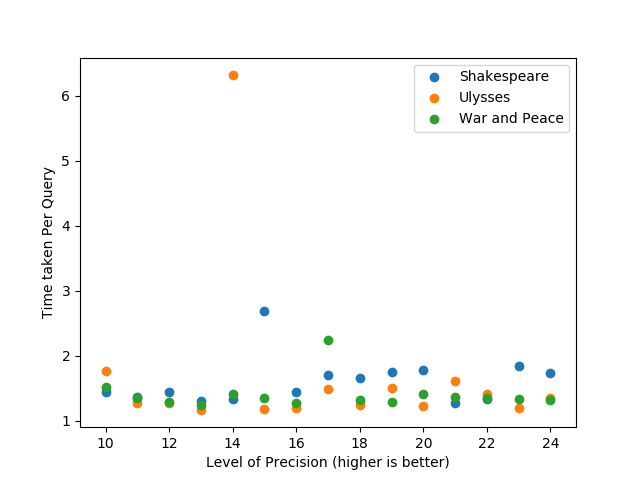 Shakespeare
Ulysses
War and Peace
6
5
4
3
2
1
Time taken Per Query
10 12 14 16 18 20 22 24
Level of Precision (higher is better)